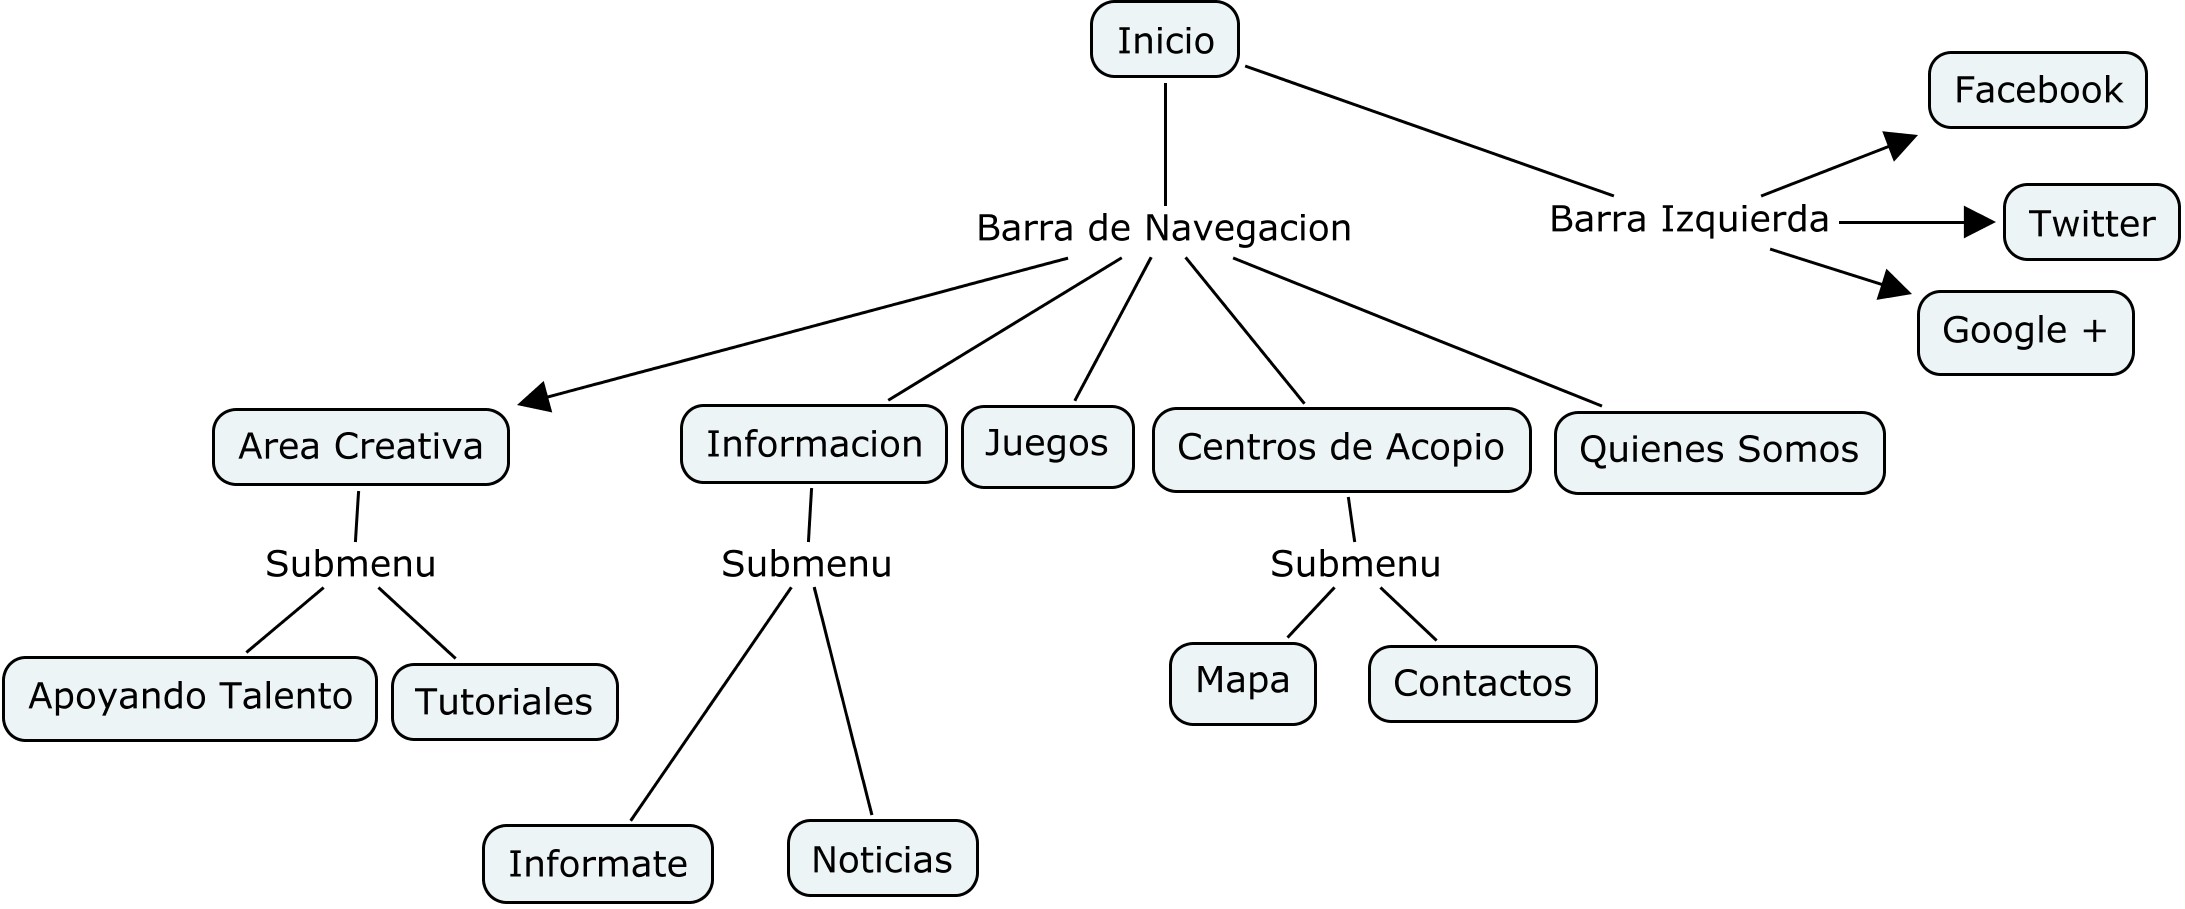 Inicio
Facebook
Barra de Navegacion
Barra Izquierda
Twitter
Google +
Area Creativa
Informacion
Juegos
Centros de Acopio
Quienes Somos
Submenu
Submenu
Submenu
Apoyando Talento
Tutoriales
Mapa
Contactos
Informate
Noticias